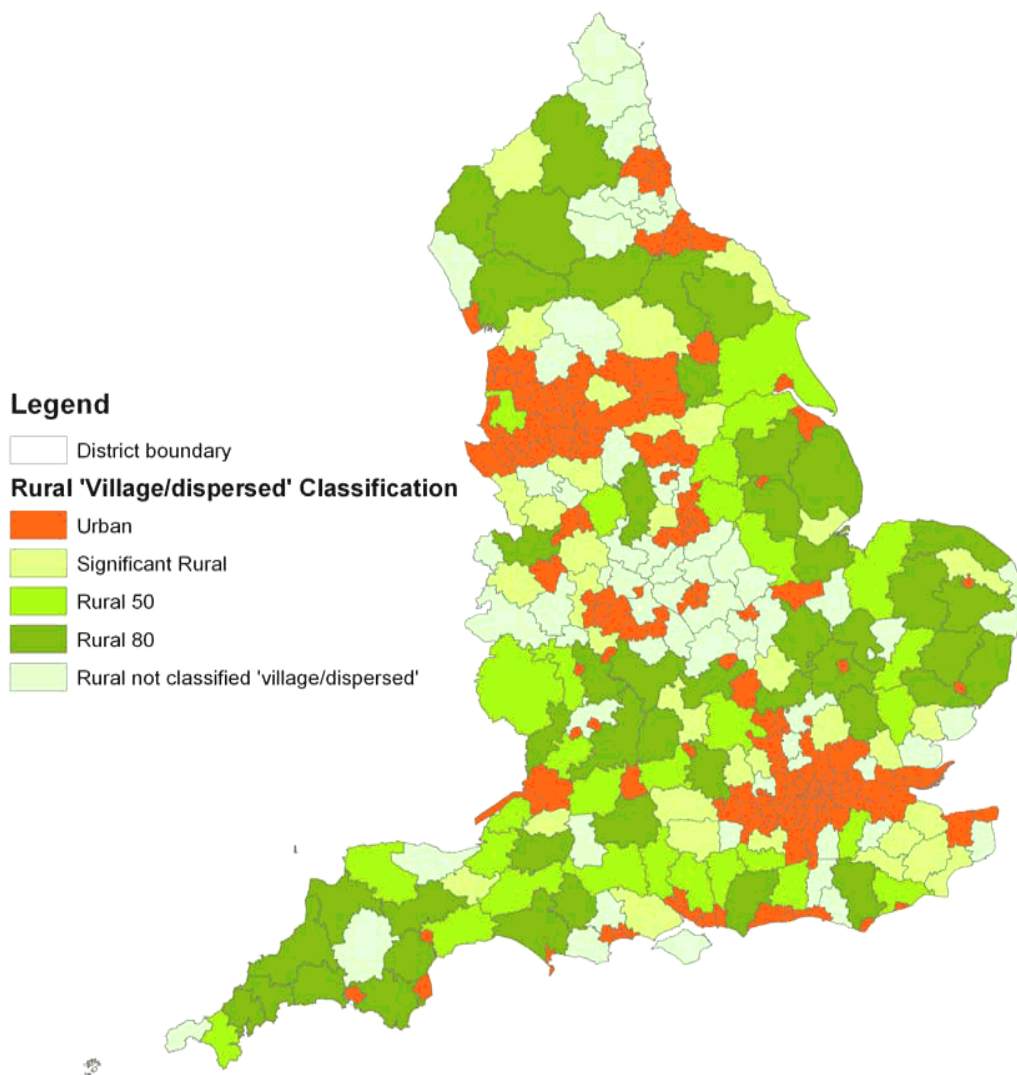 Legend
District boundary
Rural 'Village/dispersed' Classification
Urban
Significant Rural
Rural 50
Rural 80
Rural not classified 'village/dispersed'